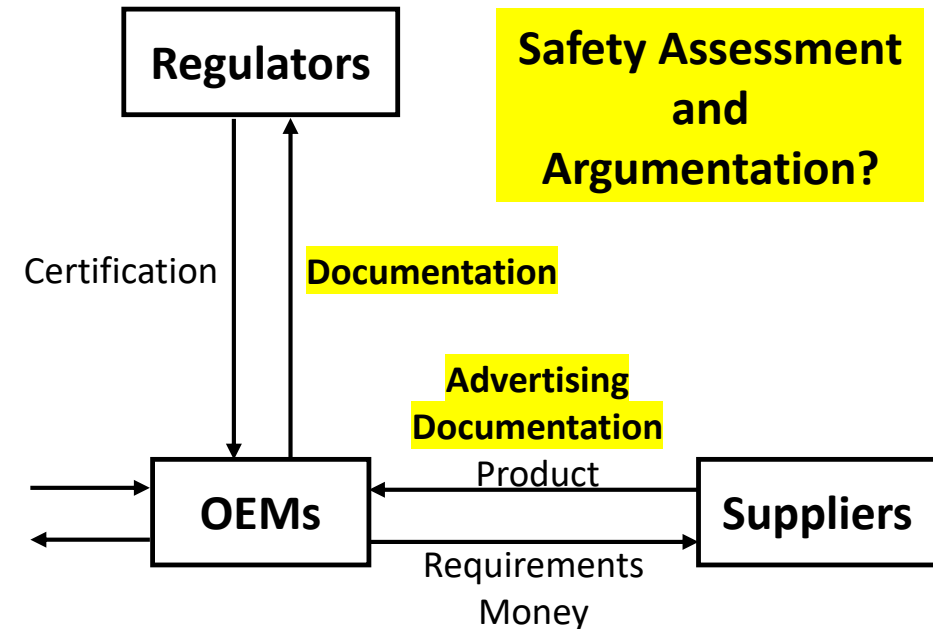 Regulators
Safety Assessment
and
Argumentation?
Certification
Documentation
Advertising
Documentation
Product
OEMs
Suppliers
Requirements
Money